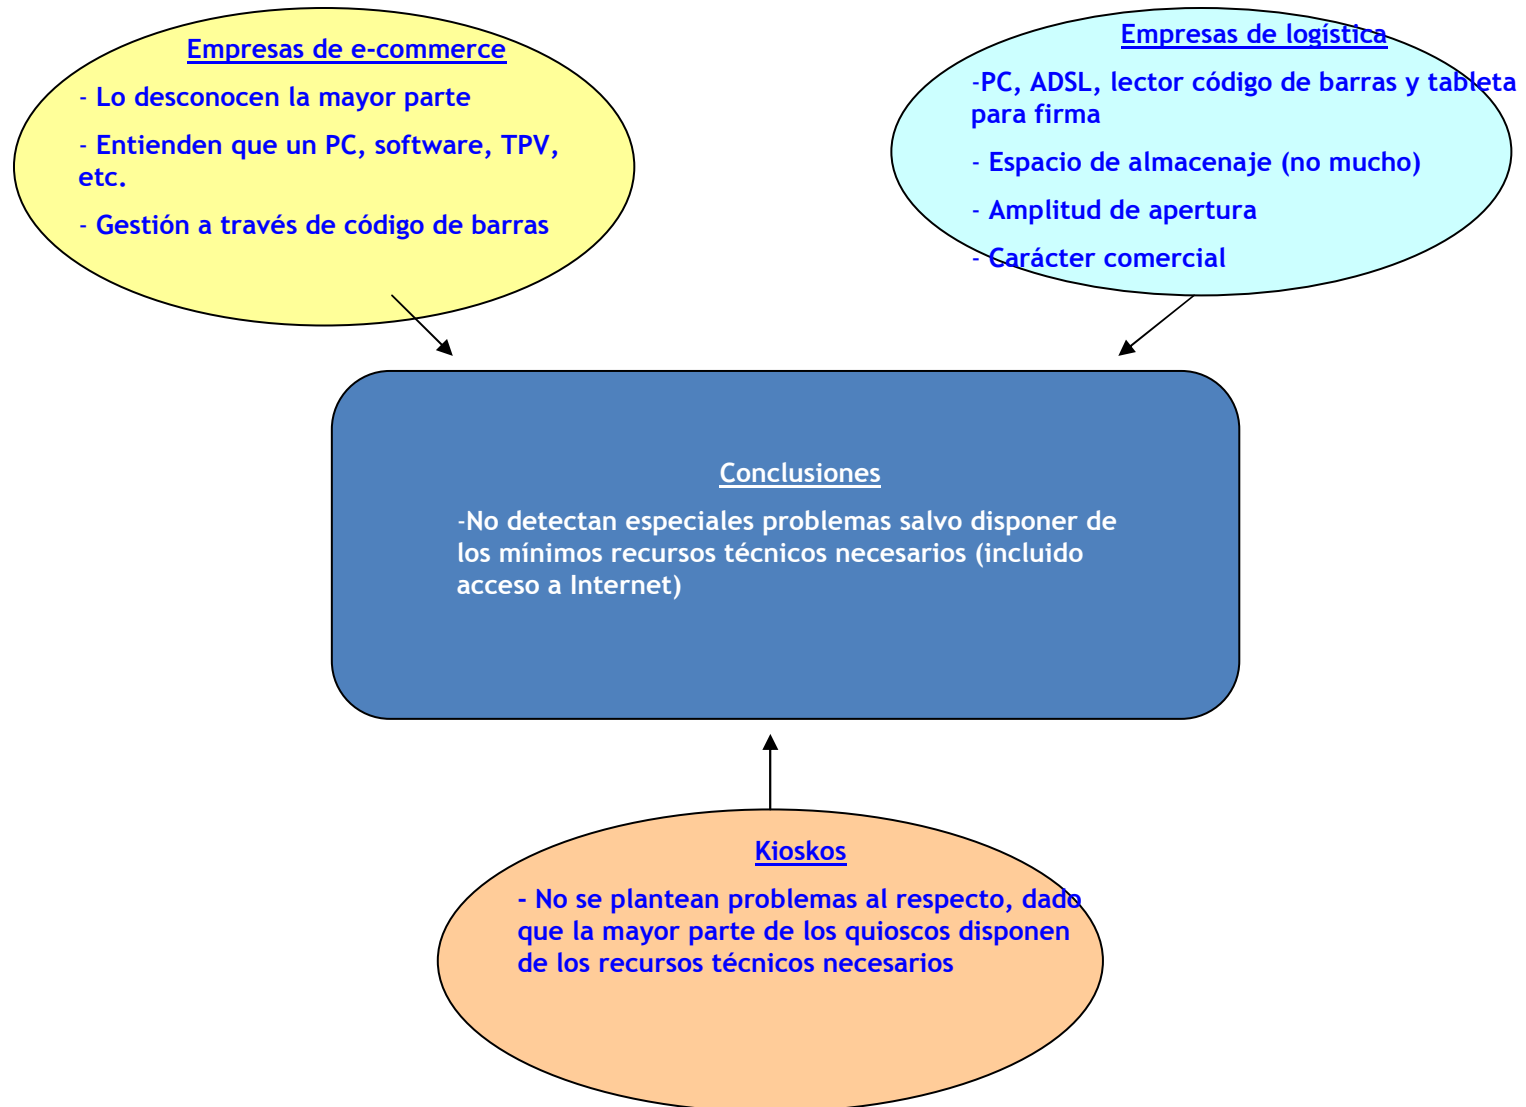 Empresas de e-commerce
- Lo desconocen la mayor parte
- Entienden que un PC, software, TPV,
etc.
- Gestión a través de código de barras
Empresas de logística
-PC, ADSL, lector código de barras y tableta
para firma
- Espacio de almacenaje (no mucho)
- Amplitud de apertura
- Carácter comercial
Conclusiones
-No detectan especiales problemas salvo disponer de
los mínimos recursos técnicos necesarios (incluido
acceso a Internet)
Kioskos
- No se plantean problemas al respecto, dado
que la mayor parte de los quioscos disponen
de los recursos técnicos necesarios